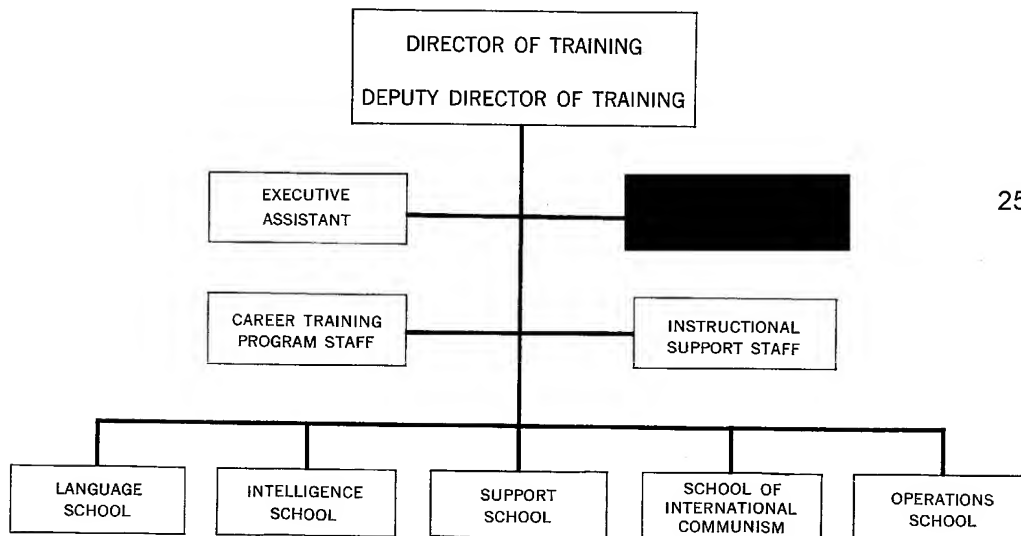 DIRECTOR OF TRAINING
DEPUTY DIRECTOR OF TRAINING
EXECUTIVE
ASSISTANT
25
CAREER TRAINING
PROGRAM STAFF
INSTRUCTIONAL
SUPPORT STAFF
LANGUAGE
SCHOOL
INTELLIGENCE
SCHOOL
SUPPORT
SCHOOL
SCHOOL OF
INTERNATIONAL
COMMUNISM
OPERATIONS
SCHOOL